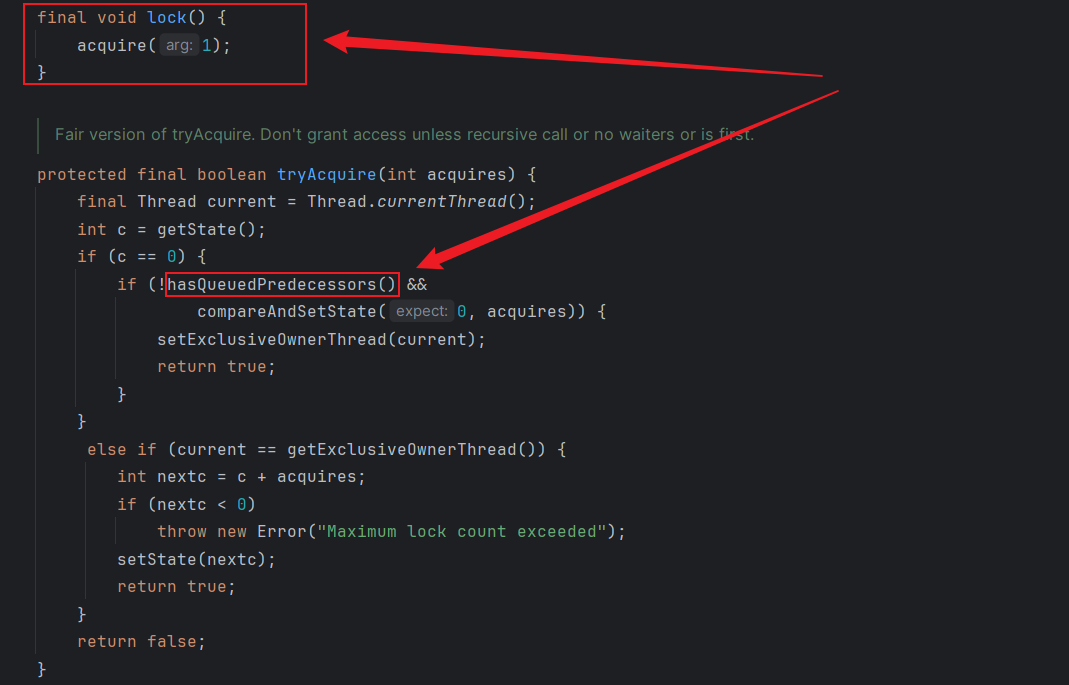 final void lock() {
acquire( arg: 1);
}
Fair version of tryAcquire. Don't grant access unless recursive call or no waiters or is first.
protected final boolean tryAcquire(int acquires) {
final Thread current = Thread.currentThread();
int c = getState();
if (c == 0) {
if (!hasQueuedPredecessors() &&
compareAndSetState( expect: 0, acquires)) {
setExclusiveOwnerThread(current);
return true;
}
}
else if (current == getExclusiveOwnerThread()) {
int nextc = c + acquires;
if (nextc < 0)
throw new Error("Maximum lock count exceeded");
setState(nextc);
return true;
}
return false;
}